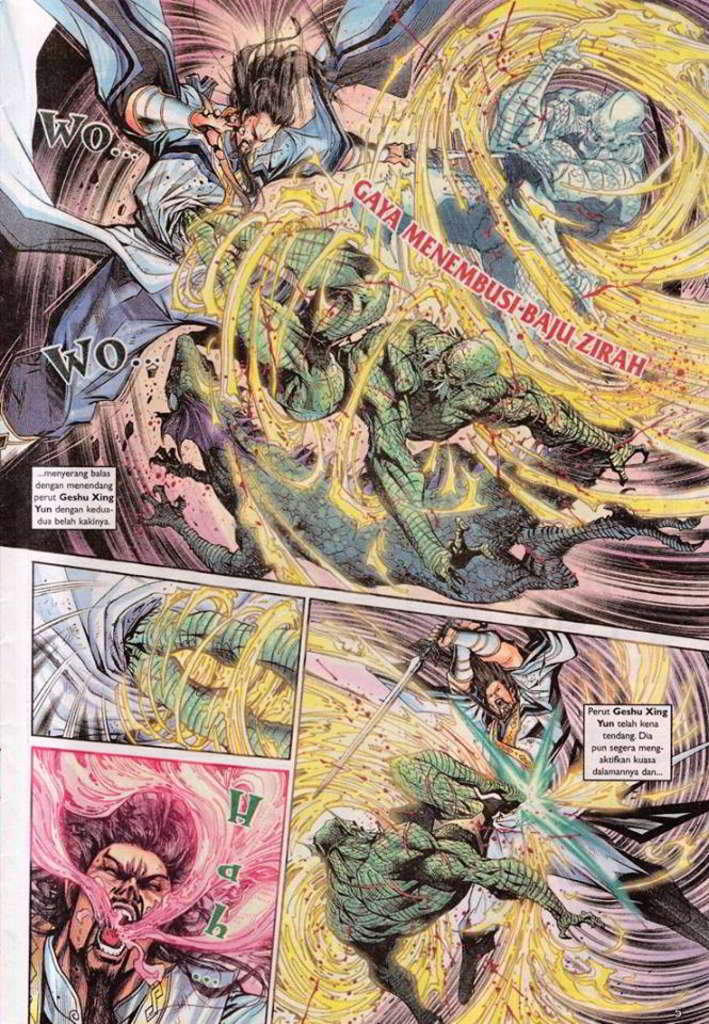 WO...
GAYA MENEMBUSI-BAJU ZIRAH
WO...
...menyerang balas
dengan menendang
perut Geshu Xing
Yun dengan kedua-
dua belah kakinya.
Perut Geshu Xing
Yun telah kena
tendang. Dia
pun segera meng-
aktifkan kuasa
dalamannya dan...
Hah...
5